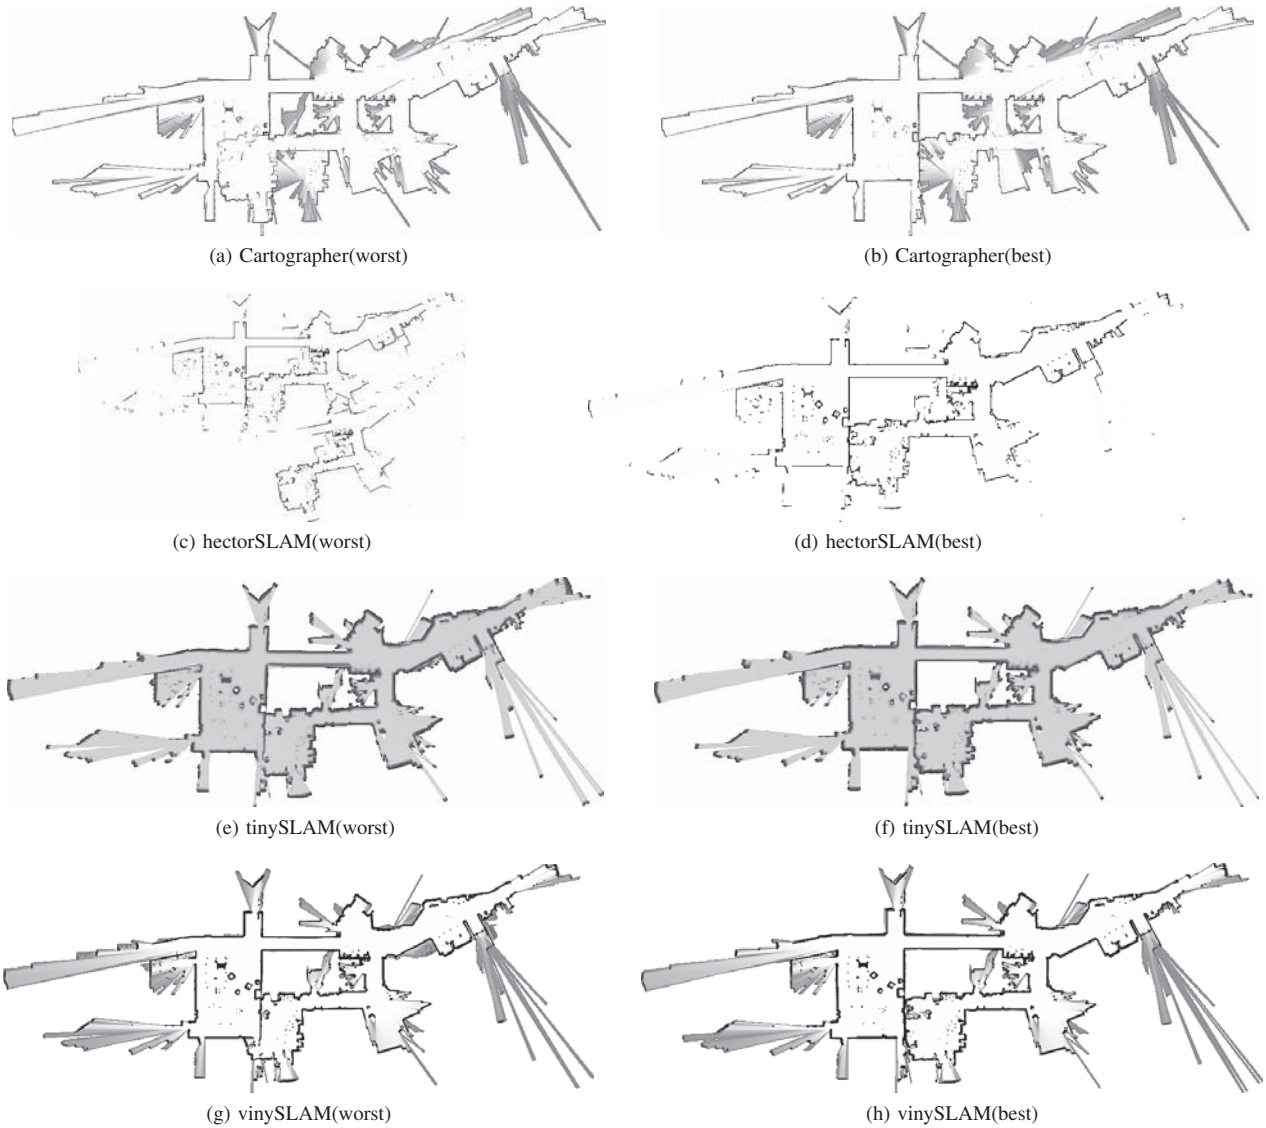 (a) Cartographer(worst)
(b) Cartographer(best)
(c) hectorSLAM(worst)
(d) hectorSLAM(best)
(e) tinySLAM(worst)
(f) tinySLAM(best)
(g) vinySLAM(worst)
(h) vinySLAM(best)